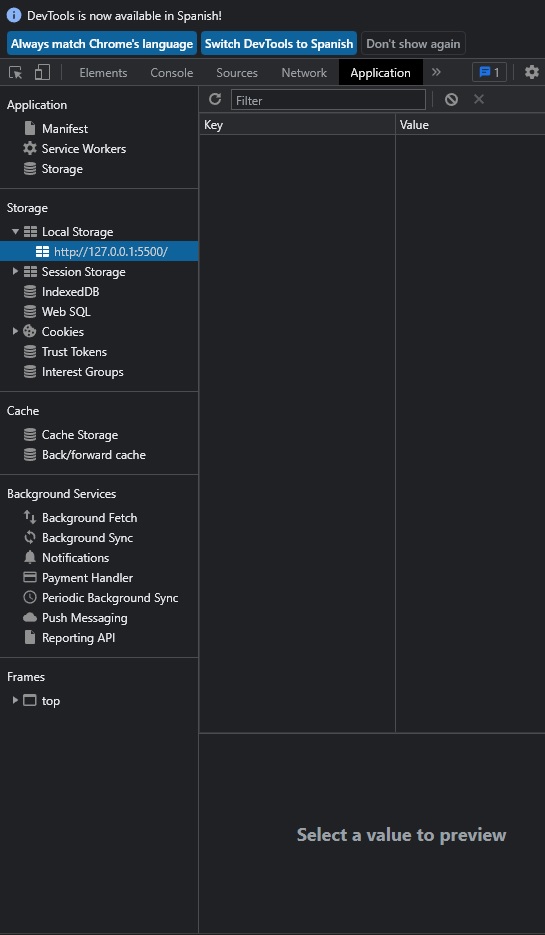 DevTools is now available in Spanish!
Always match Chrome's language Switch DevTools to Spanish Don't show again
Elements Console Sources Network Application » 1
Application
Filter
Key Value
Manifest
Service Workers
Storage
Storage
Local Storage
http://127.0.0.1:5500/
Session Storage
IndexedDB
Web SQL
Cookies
Trust Tokens
Interest Groups
Cache
Cache Storage
Back/forward cache
Background Services
Background Fetch
Background Sync
Notifications
Payment Handler
Periodic Background Sync
Push Messaging
Reporting API
Frames
top
Select a value to preview